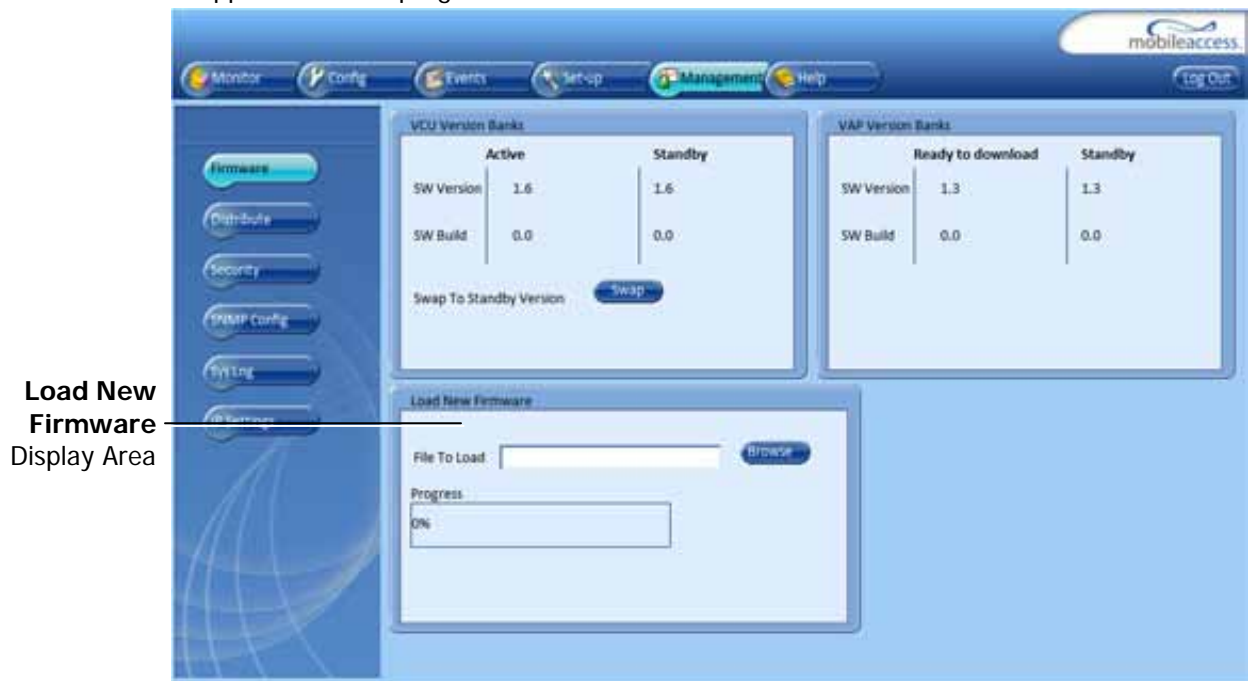 mobileaccess.
Monitor Config Events Set-up Management Help Log Out
VCU Version Banks
Active Standby
SW Version 1.6 1.6
SW Build 0.0 0.0
Swap To Standby Version Swap
VAP Version Banks
Ready to download Standby
SW Version 1.3 1.3
SW Build 0.0 0.0
Firmware
Distribute
Security
SNMP Config
Sys Log
IP Settings
Load New
Firmware
Display Area
Load New Firmware
File To Load Browse
Progress
0%